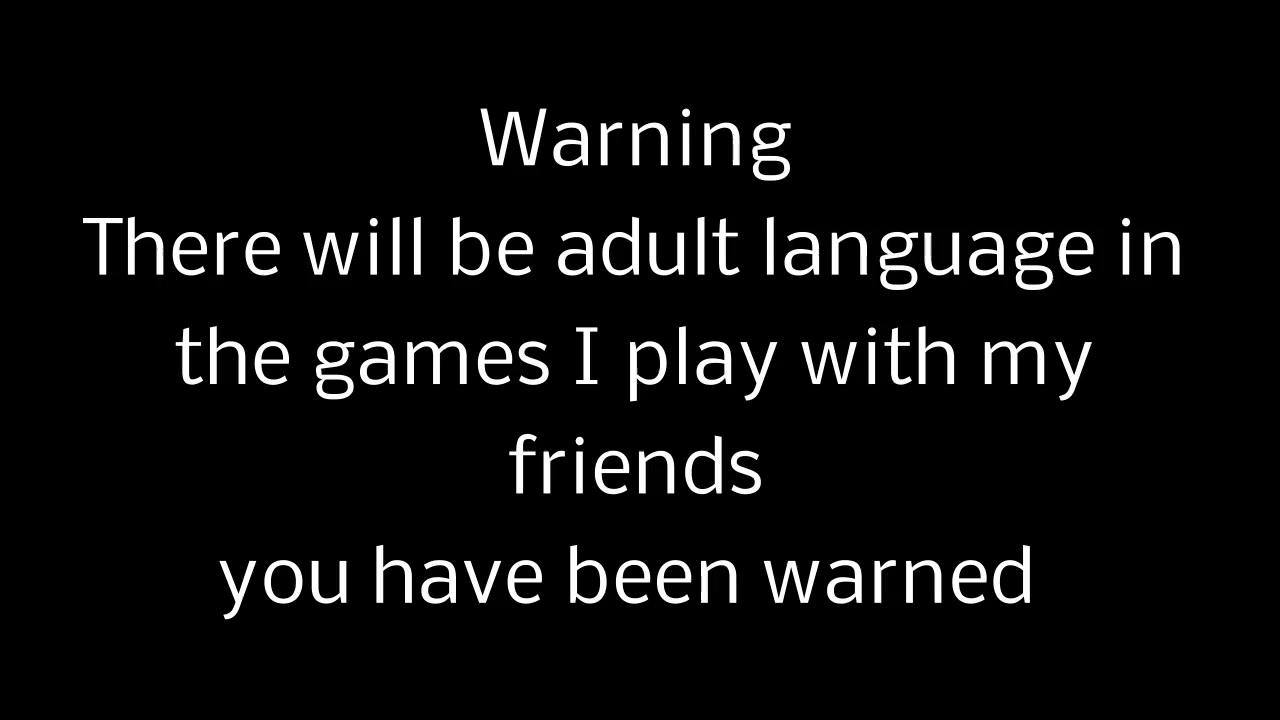 Warning
There will be adult language in
the games I play with my
friends
you have been warned